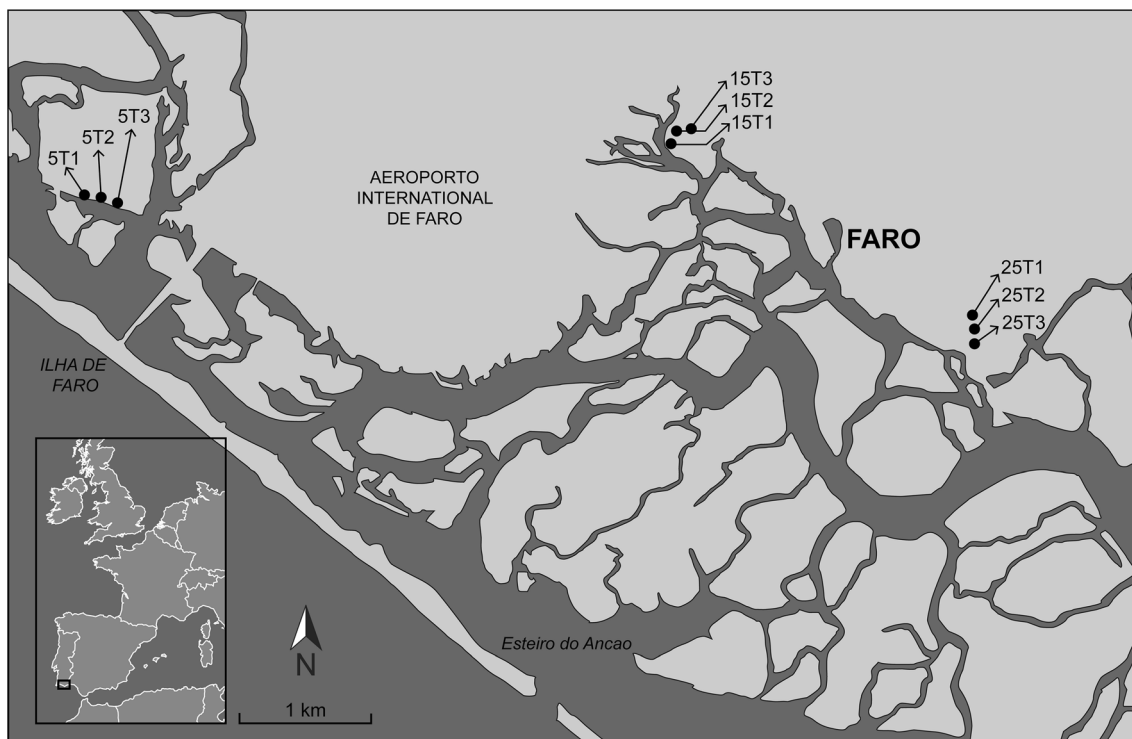 15T3
15T2
15T1
5T3
5T2
5T1
AEROPORTO
INTERNATIONAL
DE FARO
FARO
25T1
25T2
25T3
ILHA DE
FARO
Esteiro do Ancao
N
1 km